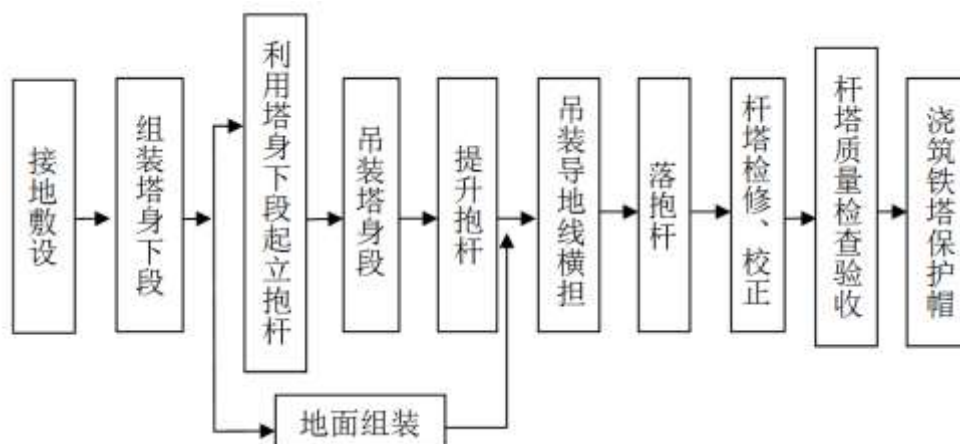 接地敷设
组装塔身下段
利用塔身下段起立抱杆
吊装塔身段
提升抱杆
吊装导地线横担
落抱杆
杆塔检修、校正
杆塔质量检查验收
浇筑铁塔保护帽
地面组装